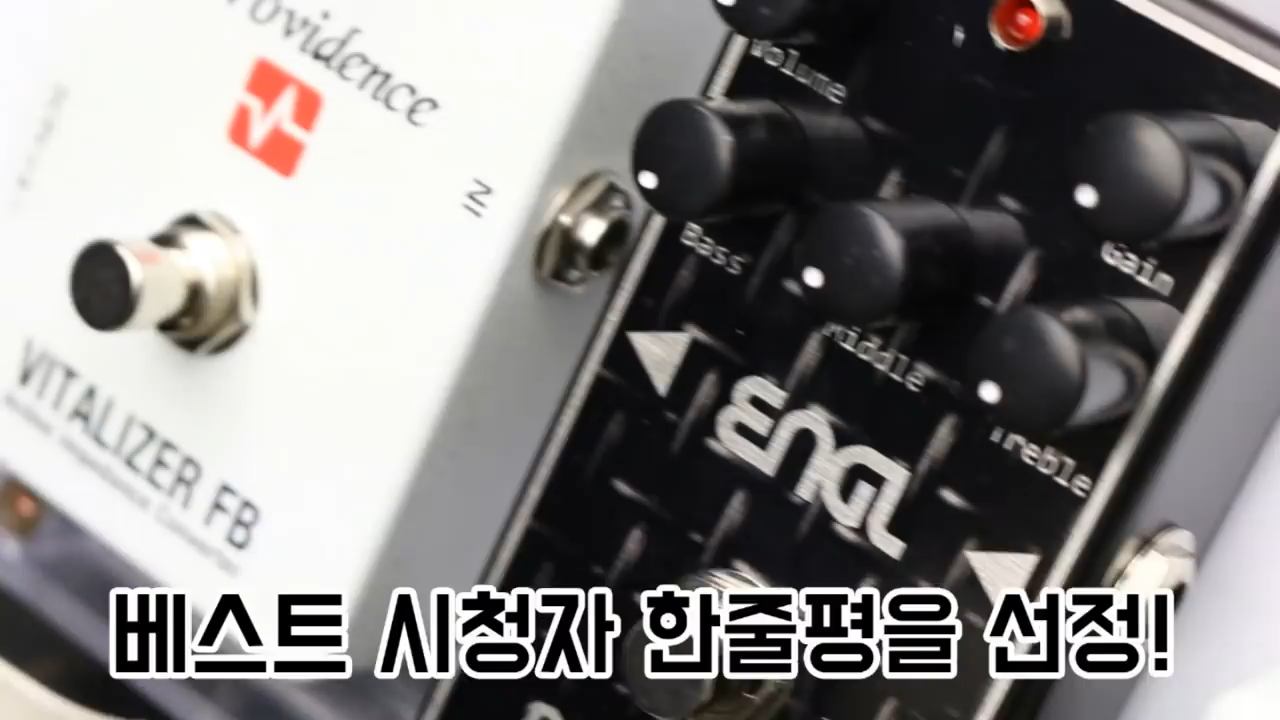 Providence
IN
VITALIZER FB
Volume
Bass
Middle
Gain
Treble
ENGL
베스트 시청자 한줄평을 선정!